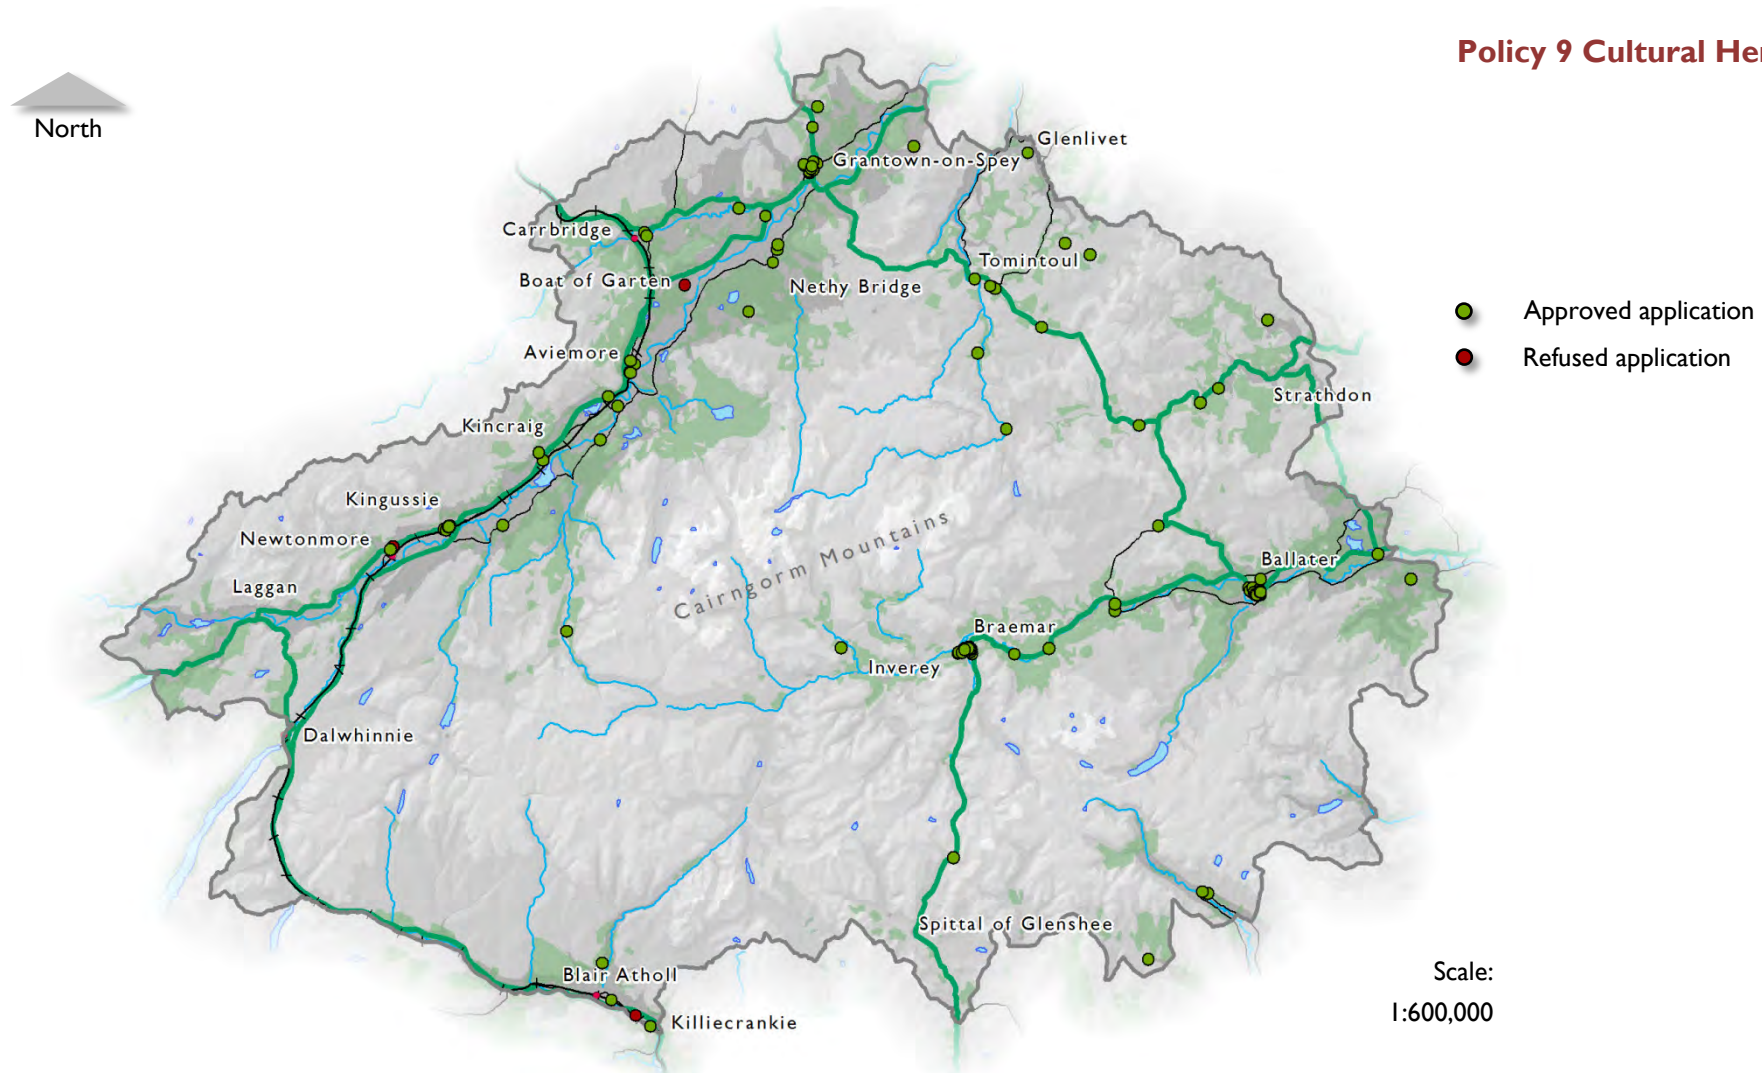 Policy 9 Cultural Her
North
Glenlivet
Grantown-on-Spey
Carrbridge
Tomintoul
Boat of Garten
Nethy Bridge
Approved application
Aviemore
Refused application
Strathdon
Kincraig
Kingussie
Newtonmore
Cairngorm Mountains
Ballater
Laggan
Braemar
Inverey
Dalwhinnie
Spittal of Glenshee
Blair Atholl
Scale:
1:600,000
Killiecrankie